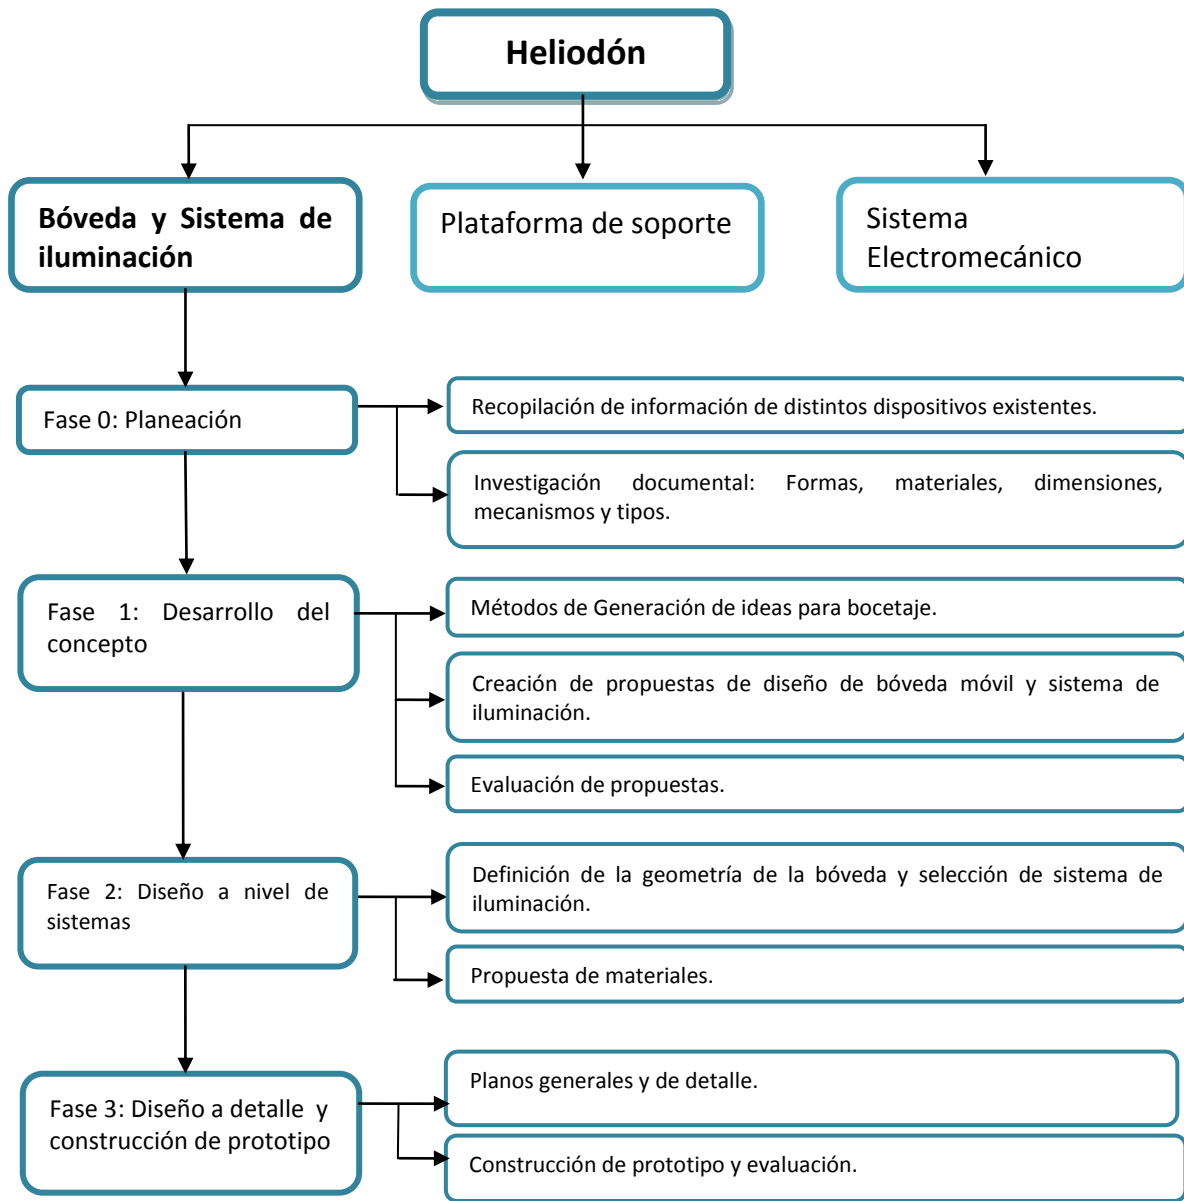 Heliodón
Bóveda y Sistema de
iluminación
Plataforma de soporte
Sistema
Electromecánico
Fase 0: Planeación
Recopilación de información de distintos dispositivos existentes.
Investigación documental: Formas, materiales, dimensiones,
mecanismos y tipos.
Fase 1: Desarrollo del
concepto
Métodos de Generación de ideas para bocetaje.
Creación de propuestas de diseño de bóveda móvil y sistema de
iluminación.
Evaluación de propuestas.
Fase 2: Diseño a nivel de
sistemas
Definición de la geometría de la bóveda y selección de sistema de
iluminación.
Propuesta de materiales.
Fase 3: Diseño a detalle y
construcción de prototipo
Planos generales y de detalle.
Construcción de prototipo y evaluación.